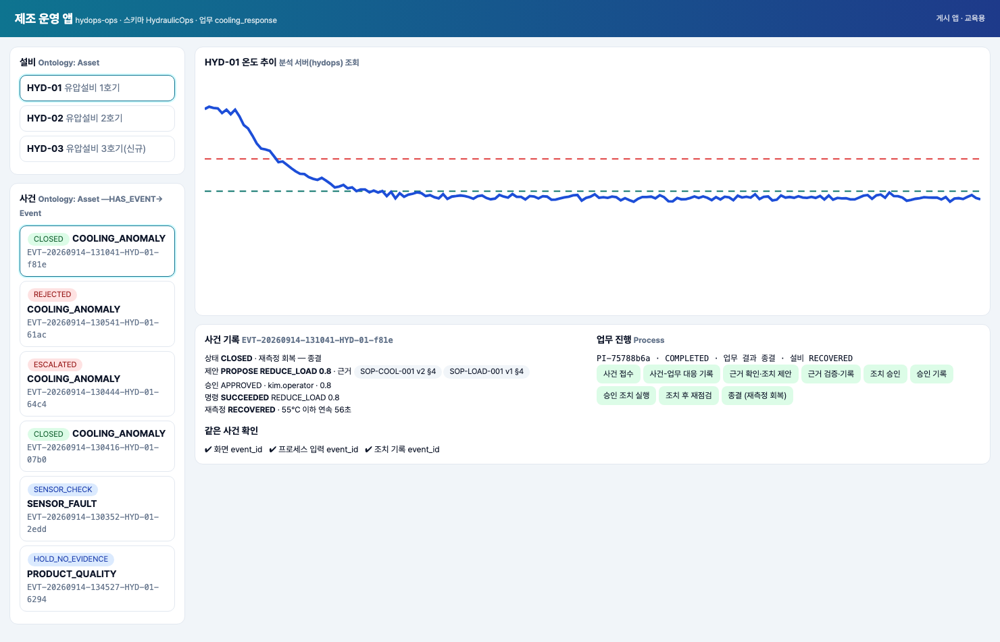 제조 운영 앱 hydops-ops · 스키마 HydraulicOps · 업무 cooling_response
게시 앱 · 교육용
설비 Ontology: Asset
HYD-01 유압설비 1호기
HYD-02 유압설비 2호기
HYD-03 유압설비 3호기(신규)
사건 Ontology: Asset —HAS_EVENT→
Event
CLOSED COOLING_ANOMALY
EVT-20260914-131041-HYD-01-
f81e
REJECTED
COOLING_ANOMALY
EVT-20260914-130541-HYD-01-
61ac
ESCALATED
COOLING_ANOMALY
EVT-20260914-130444-HYD-01-
64c4
CLOSED COOLING_ANOMALY
EVT-20260914-130416-HYD-01-
07b0
SENSOR_CHECK
SENSOR_FAULT
EVT-20260914-130352-HYD-01-
2edd
HOLD_NO_EVIDENCE
PRODUCT_QUALITY
EVT-20260914-134527-HYD-01-
6294
HYD-01 온도 추이 분석 서버(hydops) 조회
사건 기록 EVT-20260914-131041-HYD-01-f81e
상태 CLOSED · 재측정 회복 — 종결
제안 PROPOSE REDUCE_LOAD 0.8 · 근거 SOP-COOL-001 v2 §4 SOP-LOAD-001 v1 §4
승인 APPROVED · kim.operator · 0.8
명령 SUCCEEDED REDUCE_LOAD 0.8
재측정 RECOVERED · 55℃ 이하 연속 56초
같은 사건 확인
✔ 화면 event_id ✔ 프로세스 입력 event_id ✔ 조치 기록 event_id
업무 진행 Process
PI-75788b6a · COMPLETED · 업무 결과 종결 · 설비 RECOVERED
사건 접수 사건-업무 대응 기록 근거 확인·조치 제안 근거 검증·기록 조치 승인 승인 기록
승인 조치 실행 조치 후 재점검 종결 (재측정 회복)